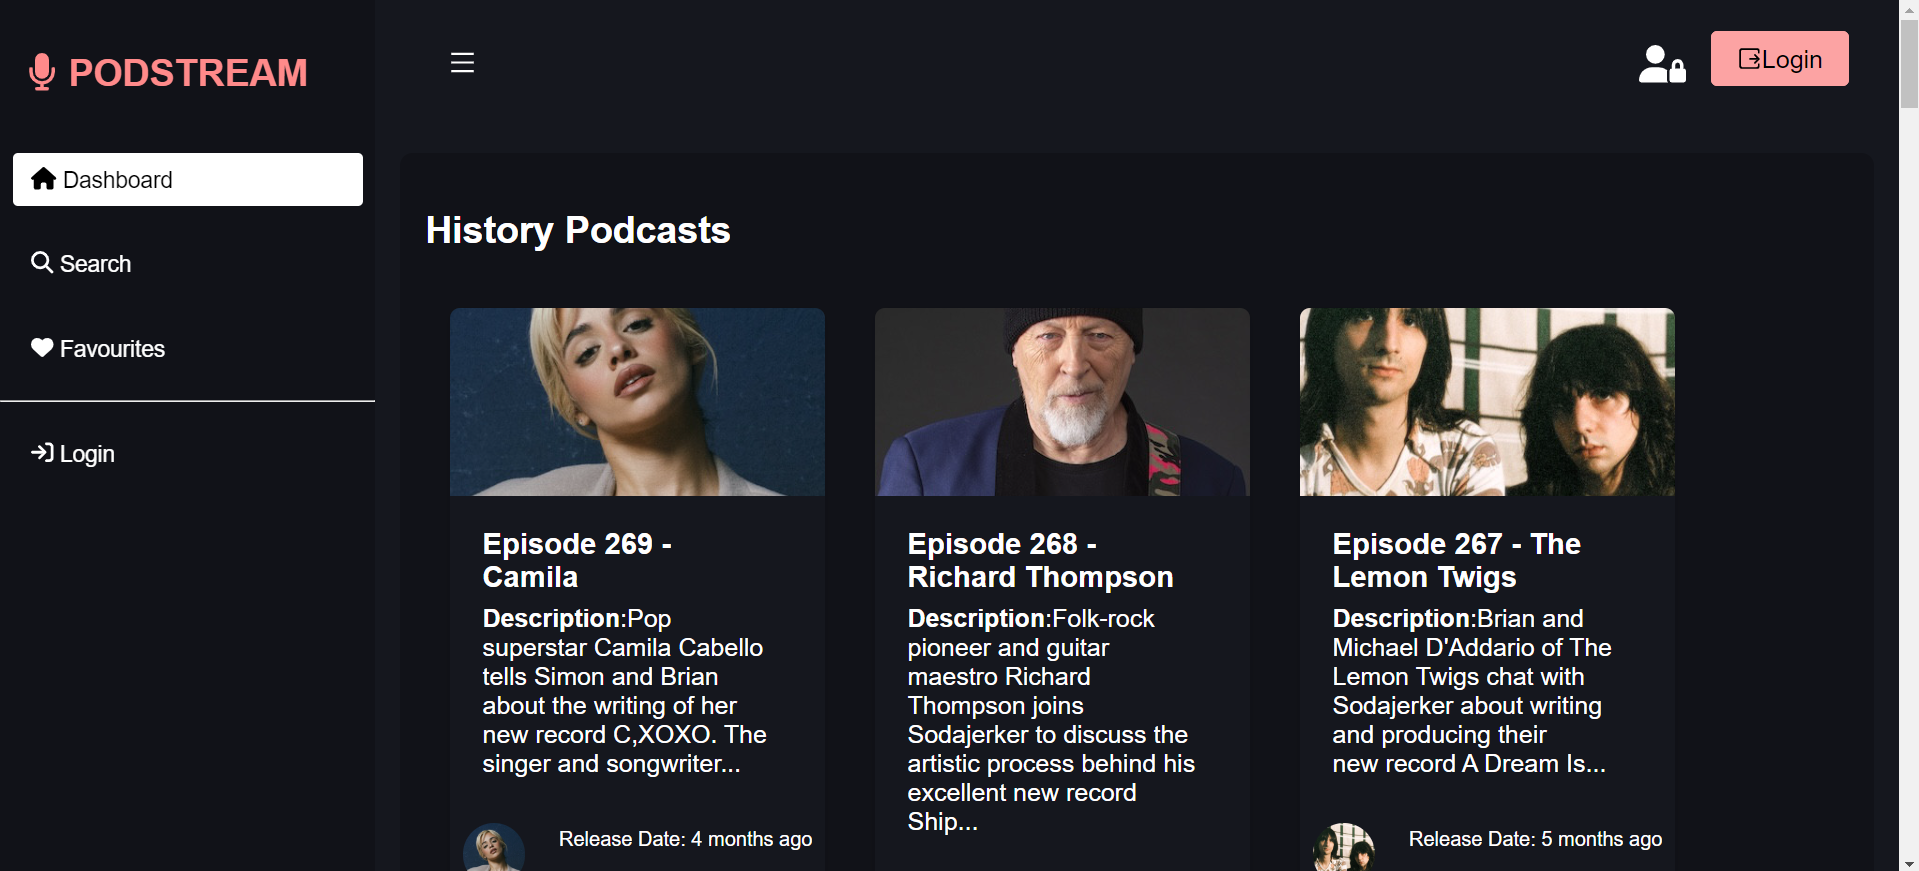 PODSTREAM
Login
Dashboard
Search
Favourites
Login
History Podcasts
Episode 269 -
Camila
Description:Pop
superstar Camila Cabello
tells Simon and Brian
about the writing of her
new record C,XOXO. The
singer and songwriter...
Release Date: 4 months ago
Episode 268 -
Richard Thompson
Description:Folk-rock
pioneer and guitar
maestro Richard
Thompson joins
Sodajerker to discuss the
artistic process behind his
excellent new record
Ship...
Episode 267 - The
Lemon Twigs
Description:Brian and
Michael D'Addario of The
Lemon Twigs chat with
Sodajerker about writing
and producing their
new record A Dream Is...
Release Date: 5 months ago